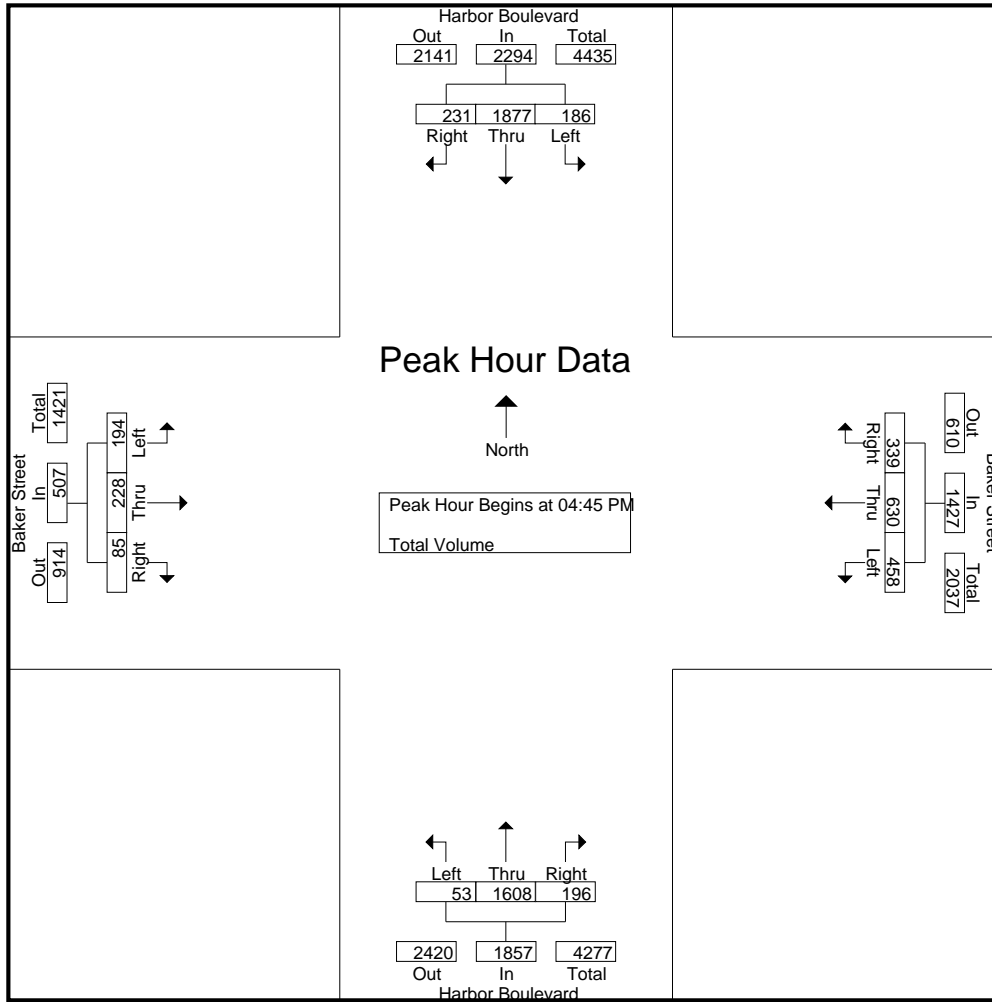 Harbor Boulevard
Out In Total
2141 2294 4435
231 1877 186
Right Thru Left
Peak Hour Data
North
Peak Hour Begins at 04:45 PM
Total Volume
Baker Street
Total In Out
1421 507 914
194 228 85
Left Thru Right
Baker Street
Out In Total
610 1427 2037
339 630 458
Right Thru Left
Left Thru Right
53 1608 196
2420 1857 4277
Out In Total
Harbor Boulevard